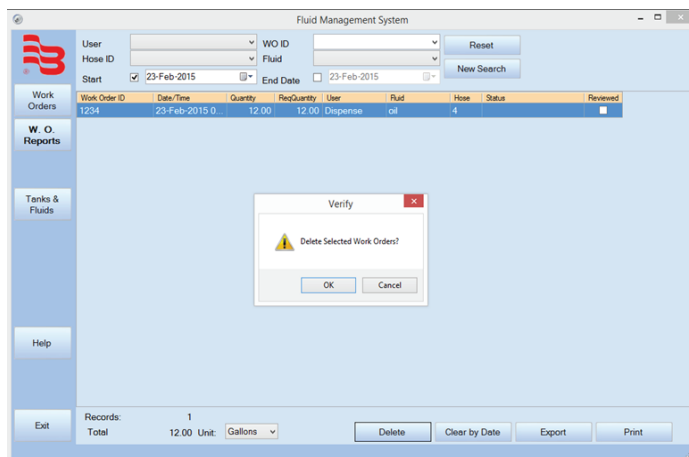 Fluid Management System
User
WO ID
Reset
Hose ID
Fluid
New Search
Start
23-Feb-2015
End Date
23-Feb-2015
Work Orders
W. O. Reports
Tanks & Fluids
Help
Exit
Work Order ID Date/Time Quantity ReqQuantity User Fluid Hose Status Reviewed
1234 23-Feb-2015 0... 12.00 12.00 Dispense oil 4
Verify
Delete Selected Work Orders?
OK Cancel
Records: 1
Total 12.00 Unit: Gallons
Delete Clear by Date Export Print